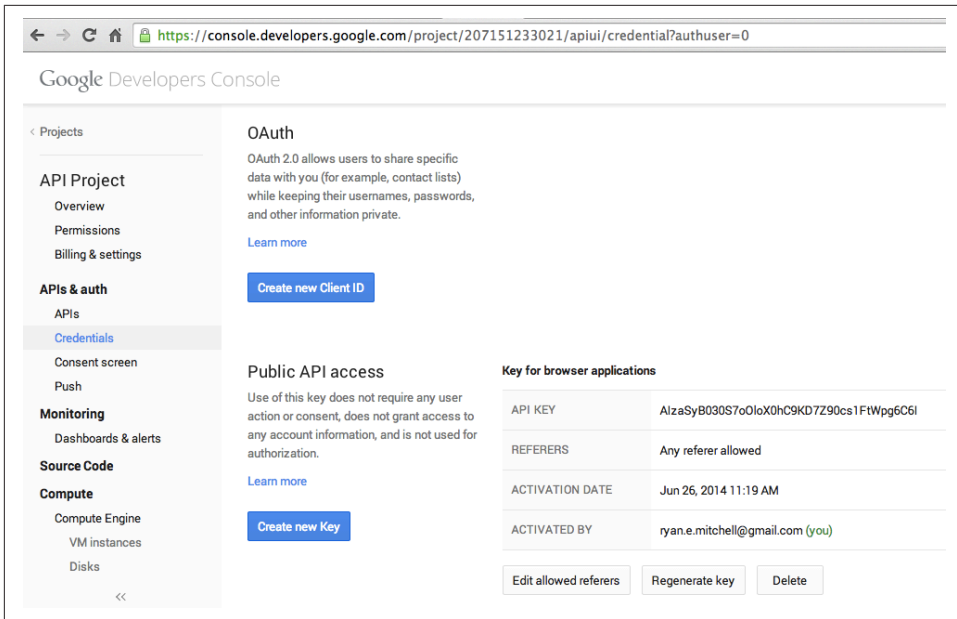 https://console.developers.google.com/project/207151233021/apiui/credential?authuser=0
Google Developers Console
< Projects
API Project
Overview
Permissions
Billing & settings
APIs & auth
APIs
Credentials
Consent screen
Push
Monitoring
Dashboards & alerts
Source Code
Compute
Compute Engine
VM instances
Disks
<<
OAuth
OAuth 2.0 allows users to share specific
data with you (for example, contact lists)
while keeping their usernames, passwords,
and other information private.
Learn more
Create new Client ID
Public API access
Use of this key does not require any user
action or consent, does not grant access to
any account information, and is not used for
authorization.
Learn more
Create new Key
Key for browser applications
API KEY
REFERERS Any referer allowed
ACTIVATION DATE Jun 26, 2014 11:19 AM
ACTIVATED BY ryan.e.mitchell@gmail.com (you)
Edit allowed referers Regenerate key Delete